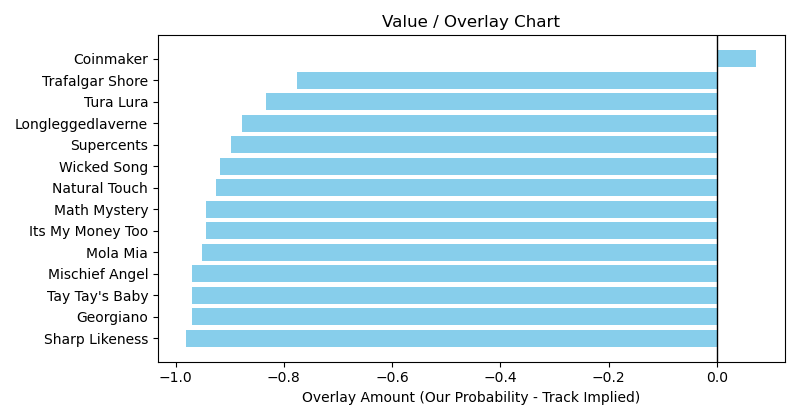 Value / Overlay Chart
Coinmaker
Trafalgar Shore
Tura Lura
Longleggedlaverne
Supercents
Wicked Song
Natural Touch
Math Mystery
Its My Money Too
Mola Mia
Mischief Angel
Tay Tay's Baby
Georgiano
Sharp Likeness
−1.0 −0.8 −0.6 −0.4 −0.2 0.0
Overlay Amount (Our Probability - Track Implied)